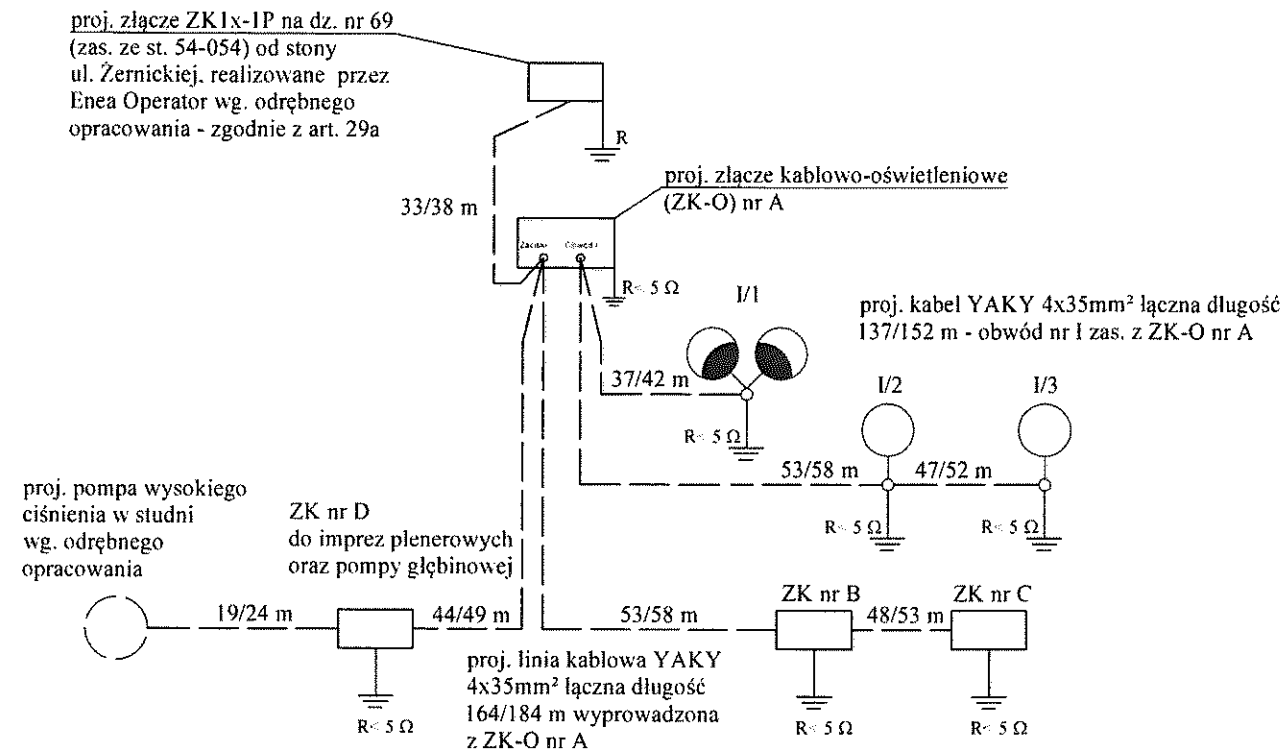 proj. złącze ZK1x-1P na dz. nr 69
(zas. ze st. 54-054) od stony
ul. Żernickiej, realizowane przez
Enea Operator wg. odrębnego
opracowania - zgodnie z art. 29a
R
33/38 m
proj. złącze kablowo-oświetleniowe
(ZK-O) nr A
R< 5 Ω
I/1
proj. kabel YAKY 4x35mm² łączna długość
137/152 m - obwód nr I zas. z ZK-O nr A
37/42 m
R< 5 Ω
I/2
I/3
53/58 m
47/52 m
R< 5 Ω
R< 5 Ω
proj. pompa wysokiego
ciśnienia w studni
wg. odrębnego
opracowania
ZK nr D
do imprez plenerowych
oraz pompy głębinowej
19/24 m
44/49 m
53/58 m
ZK nr B
48/53 m
ZK nr C
R< 5 Ω
proj. linia kablowa YAKY
4x35mm² łączna długość
164/184 m wyprowadzona
z ZK-O nr A
R< 5 Ω
R< 5 Ω